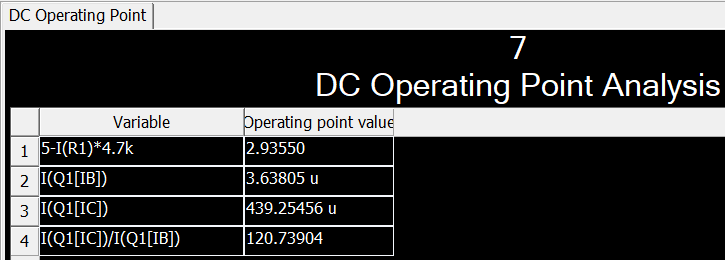 DC Operating Point
7
DC Operating Point Analysis
Variable Operating point value
1 5-I(R1)*4.7k 2.93550
2 I(Q1[IB]) 3.63805 u
3 I(Q1[IC]) 439.25456 u
4 I(Q1[IC])/I(Q1[IB]) 120.73904